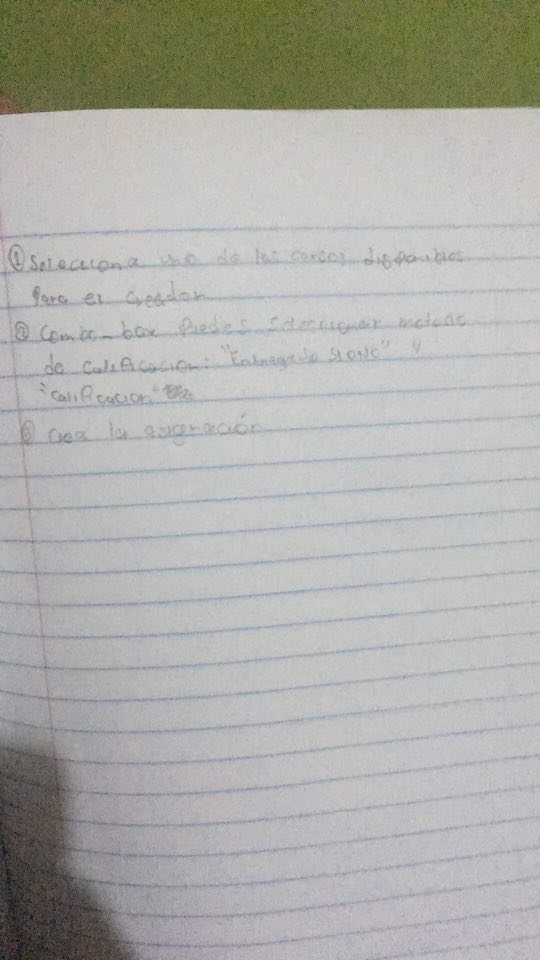 ① Selecciona uno de los cursos disponibles
para el creador
② Combo-box Puedes seleccionar metodo
de calificacion: "Entregado SI o NO" y
"Calificacion"
③ Crea la asignación